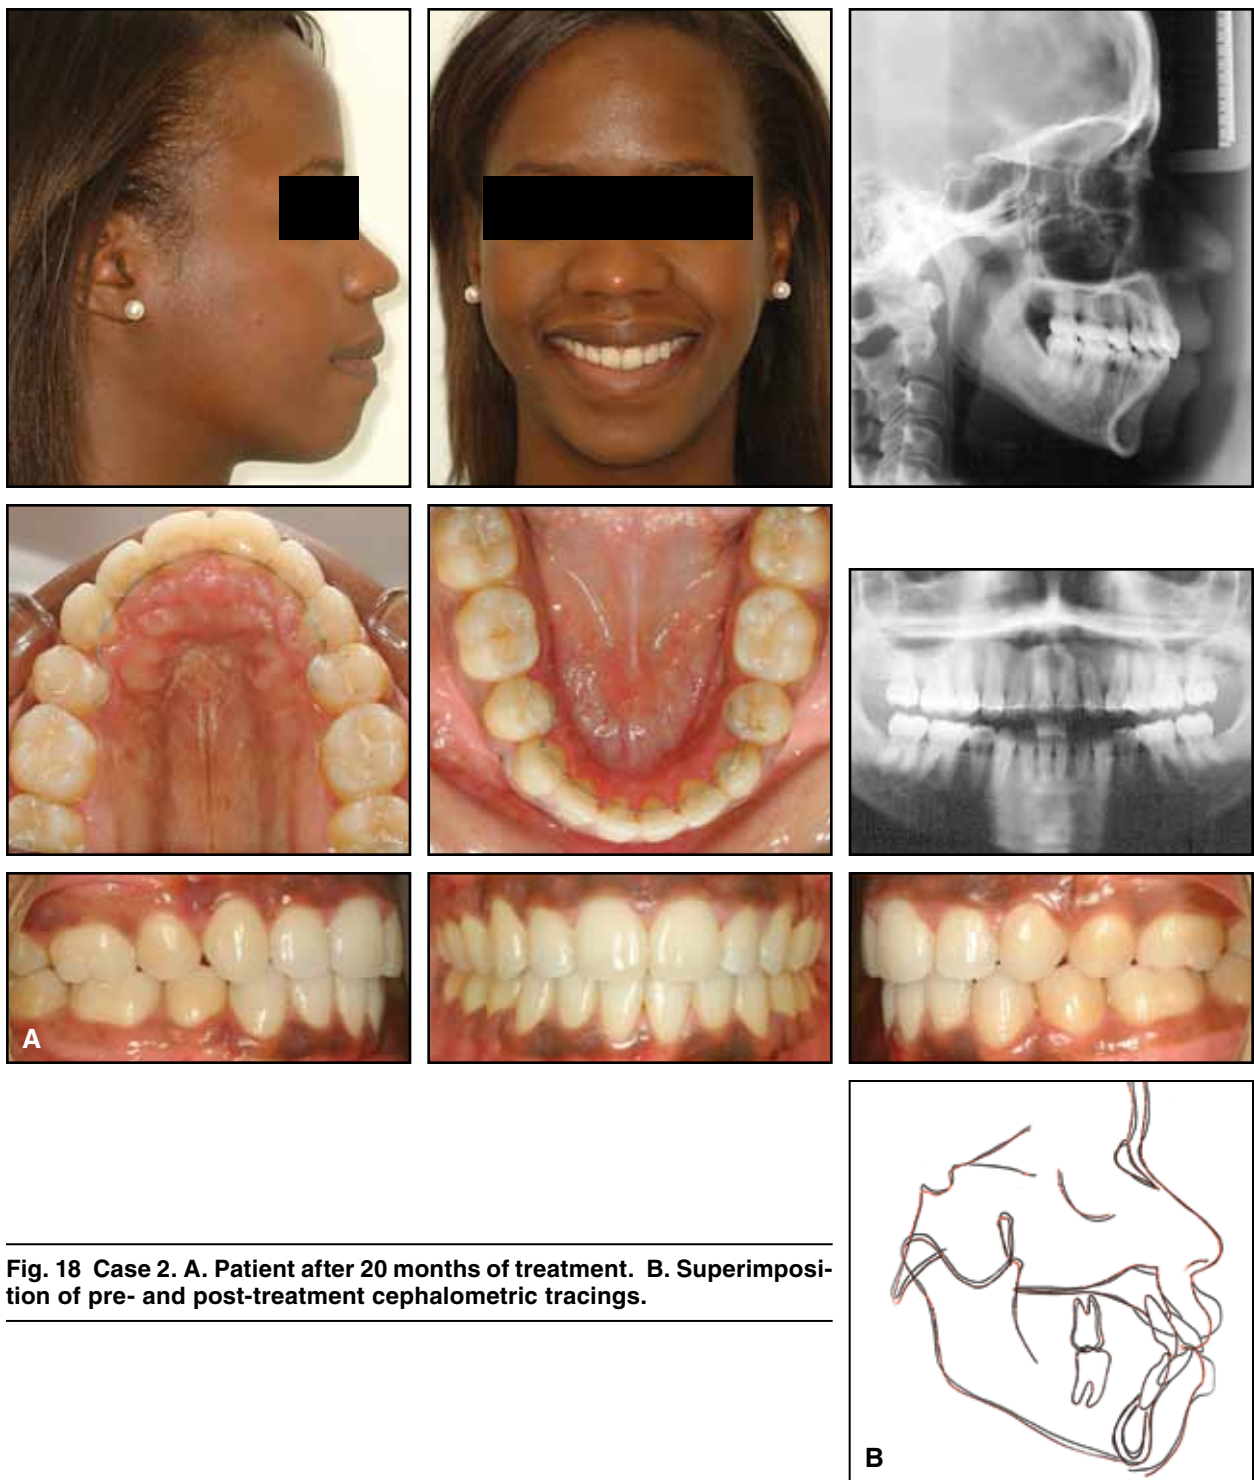 A
Fig. 18 Case 2. A. Patient after 20 months of treatment. B. Superimposi-
tion of pre- and post-treatment cephalometric tracings.
B